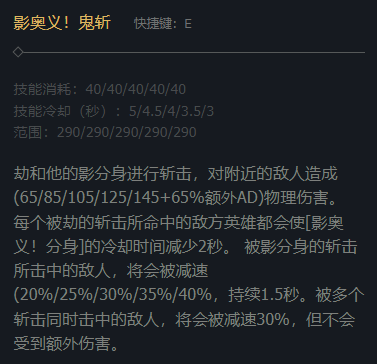 影奥义！鬼斩 快捷键：E
技能消耗：40/40/40/40/40
技能冷却（秒）：5/4.5/4/3.5/3
范围：290/290/290/290/290
劫和他的影分身进行斩击，对附近的敌人造成
(65/85/105/125/145+65%额外AD)物理伤害。
每个被劫的斩击所命中的敌方英雄都会使[影奥
义！分身]的冷却时间减少2秒。 被影分身的斩击
所击中的敌人，将会被减速
(20%/25%/30%/35%/40%，持续1.5秒。被多个
斩击同时击中的敌人，将会被减速30%，但不会
受到额外伤害。